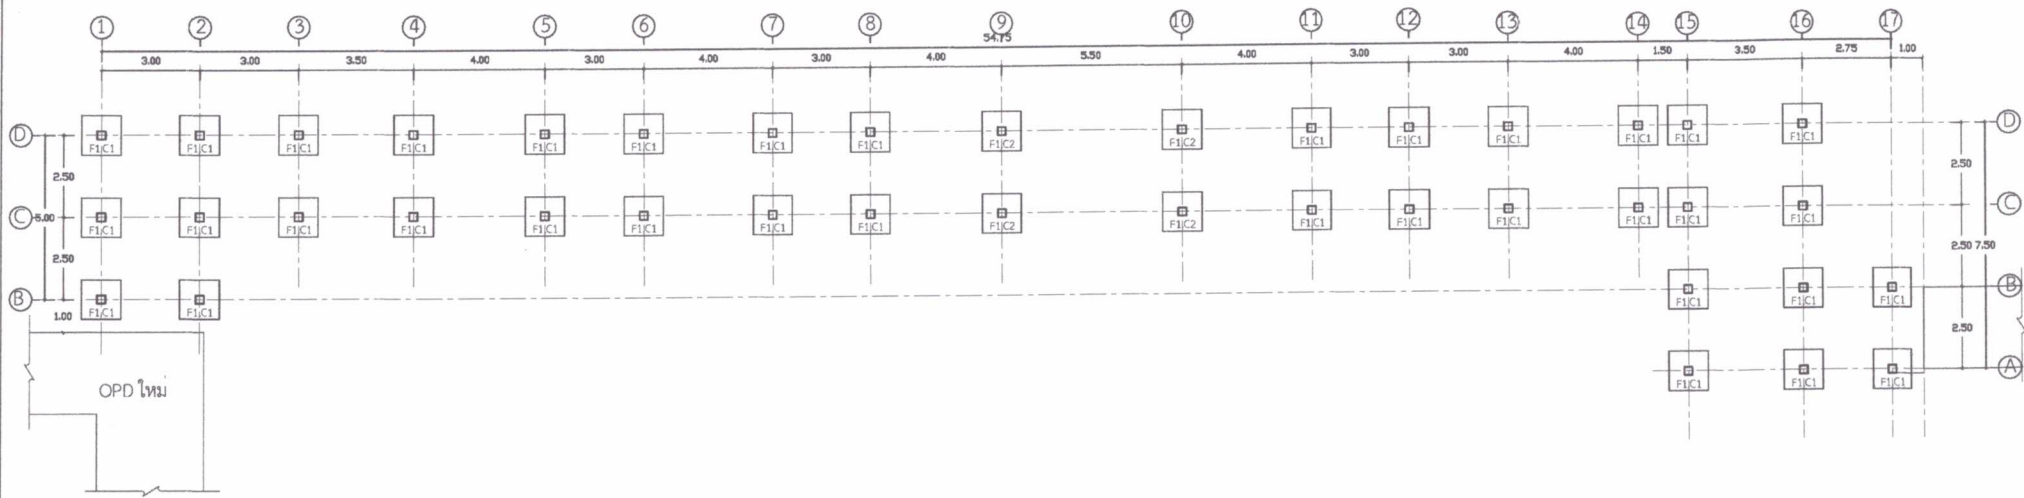 1 2 3 4 5 6 7 8 9 10 11 12 13 14 15 16 17
54.75
3.00 3.00 3.50 4.00 3.00 4.00 3.00 4.00 5.50 4.00 3.00 3.00 4.00 1.50 3.50 2.75 1.00
D D
F1,C1 F1,C1 F1,C1 F1,C1 F1,C1 F1,C1 F1,C1 F1,C1 F1,C2 F1,C2 F1,C1 F1,C1 F1,C1 F1,C1 F1,C1 F1,C1
2.50 2.50
C 5.00 C
F1,C1 F1,C1 F1,C1 F1,C1 F1,C1 F1,C1 F1,C1 F1,C1 F1,C2 F1,C2 F1,C1 F1,C1 F1,C1 F1,C1 F1,C1 F1,C1
2.50 2.50 7.50
B B
F1,C1 F1,C1 F1,C1 F1,C1 F1,C1
1.00 2.50
A
F1,C1 F1,C1 F1,C1
OPD ใหม่